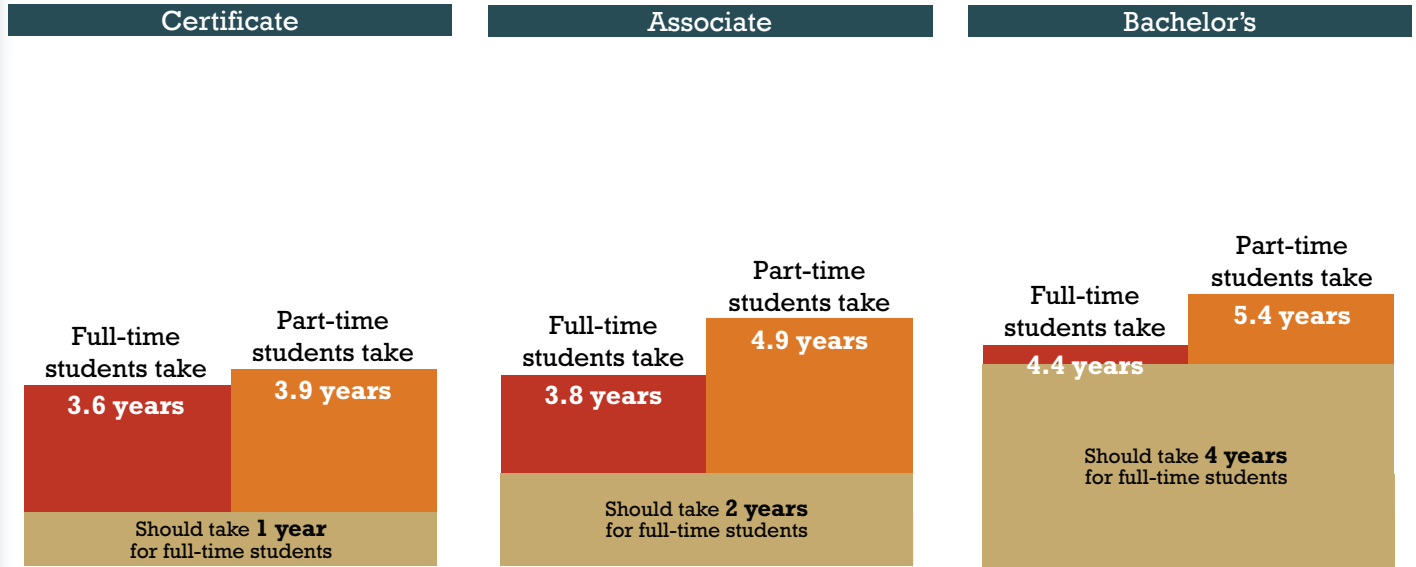 Certificate
Full-time
students take
3.6 years
Part-time
students take
3.9 years
Should take 1 year
for full-time students
Associate
Full-time
students take
3.8 years
Part-time
students take
4.9 years
Should take 2 years
for full-time students
Bachelor’s
Full-time
students take
4.4 years
Part-time
students take
5.4 years
Should take 4 years
for full-time students